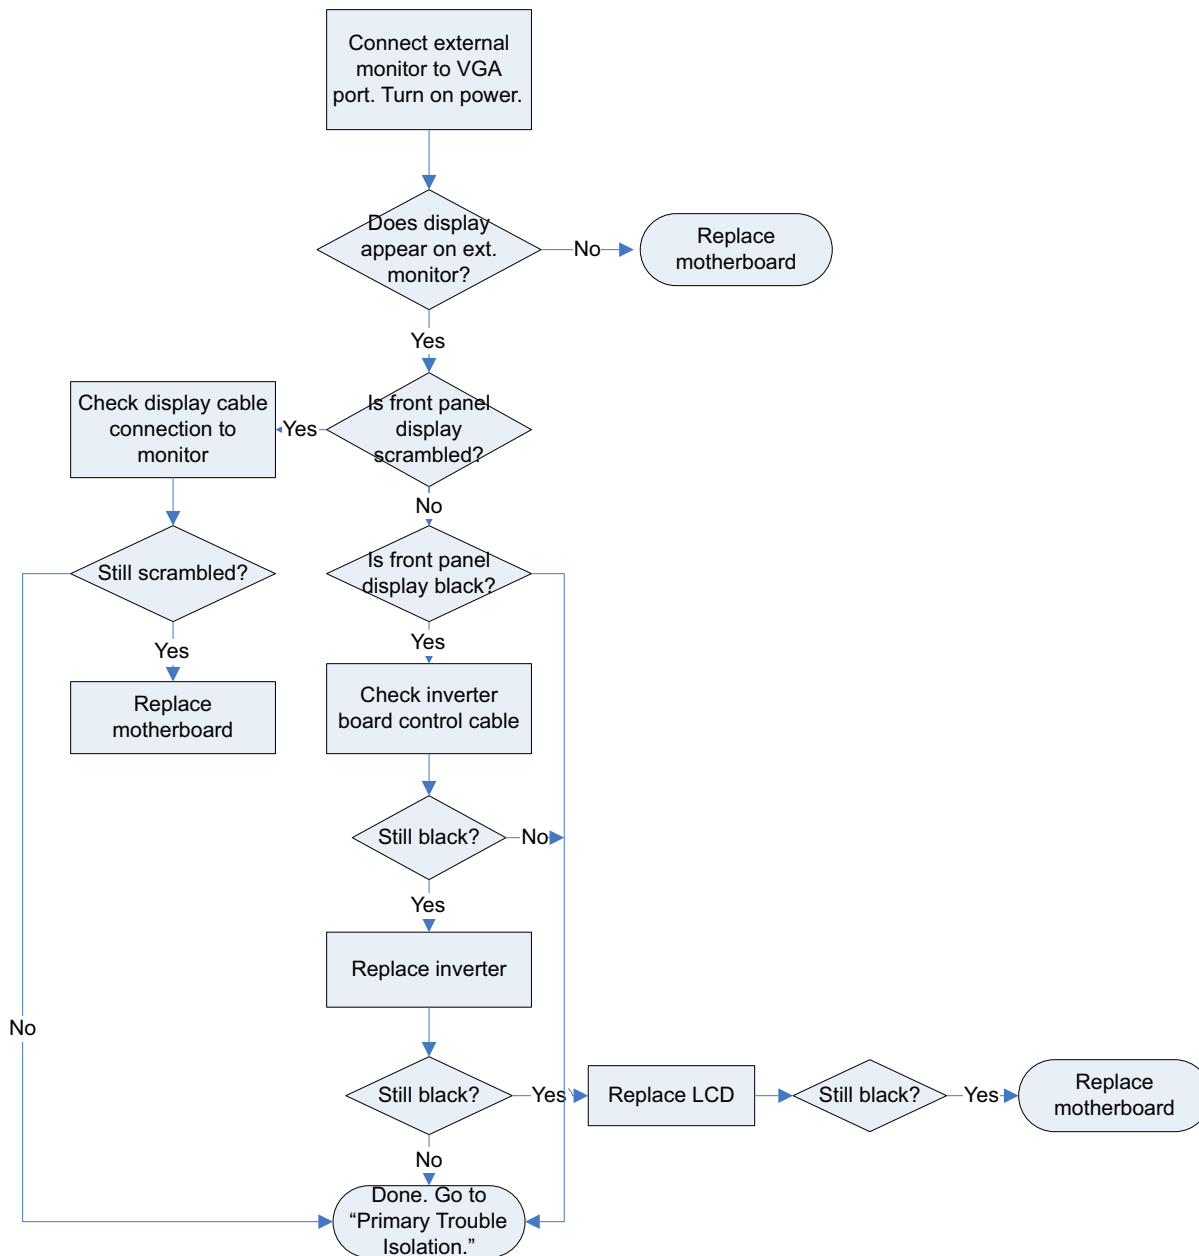 Connect external
monitor to VGA
port. Turn on power.
Does display
appear on ext.
monitor?
No
Replace
motherboard
Yes
Check display cable
connection to
monitor
Yes
Is front panel
display
scrambled?
No
Still scrambled?
Is front panel
display black?
Yes
Yes
Replace
motherboard
Check inverter
board control cable
Still black?
No
Yes
Replace inverter
No
Still black?
Yes
Replace LCD
Still black?
Yes
Replace
motherboard
No
Done. Go to
“Primary Trouble
Isolation.”